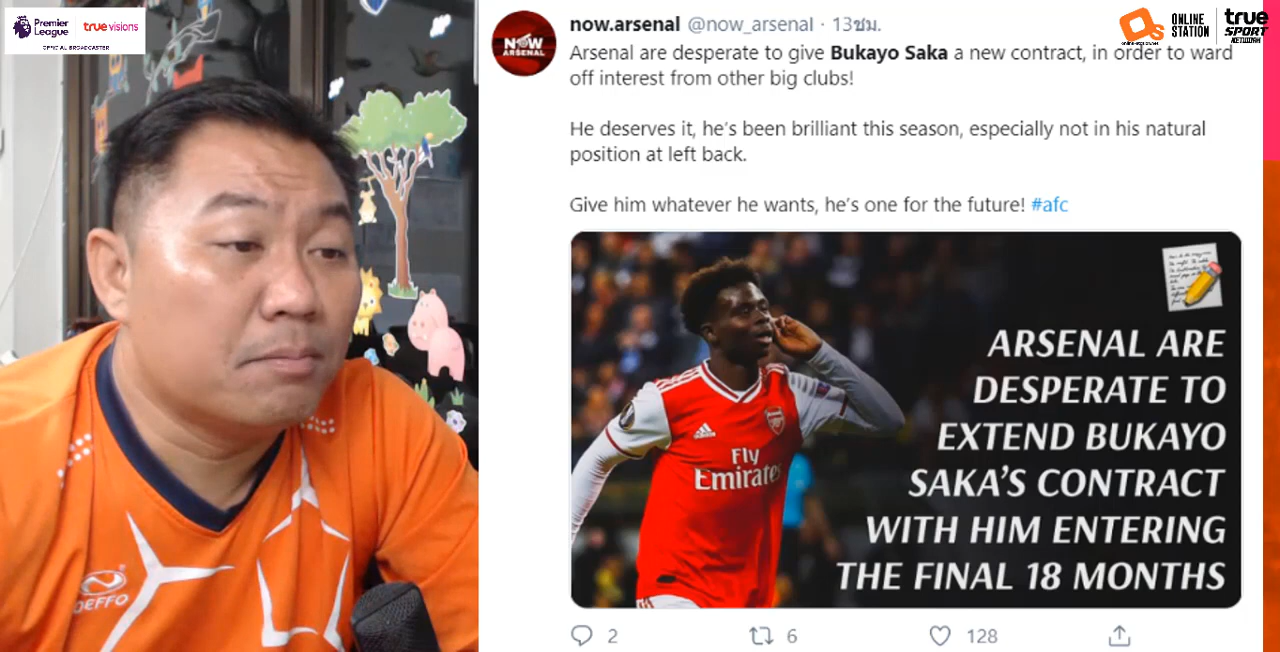 Premier
League
true visions
OFFICIAL BROADCASTER
OEFFO
NOW
ARSENAL
now.arsenal @now_arsenal · 13ชม.
Arsenal are desperate to give Bukayo Saka a new contract, in order to ward
off interest from other big clubs!
He deserves it, he's been brilliant this season, especially not in his natural
position at left back.
Give him whatever he wants, he's one for the future! #afc
ONLINE
STATION
true
SPORT
NETWORK
Fly
Emirates
ARSENAL ARE
DESPERATE TO
EXTEND BUKAYO
SAKA'S CONTRACT
WITH HIM ENTERING
THE FINAL 18 MONTHS
2
6
128